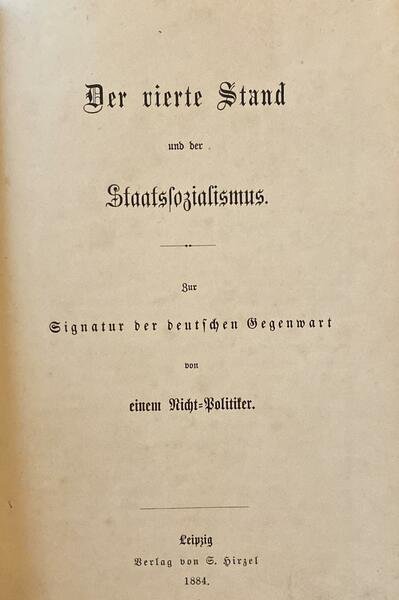 Der vierte Stand
und der
Staatssozialismus.
Zur
Signatur der deutschen Gegenwart
von
einem Nicht-Politiker.
Leipzig
Verlag von S. Hirzel
1884.